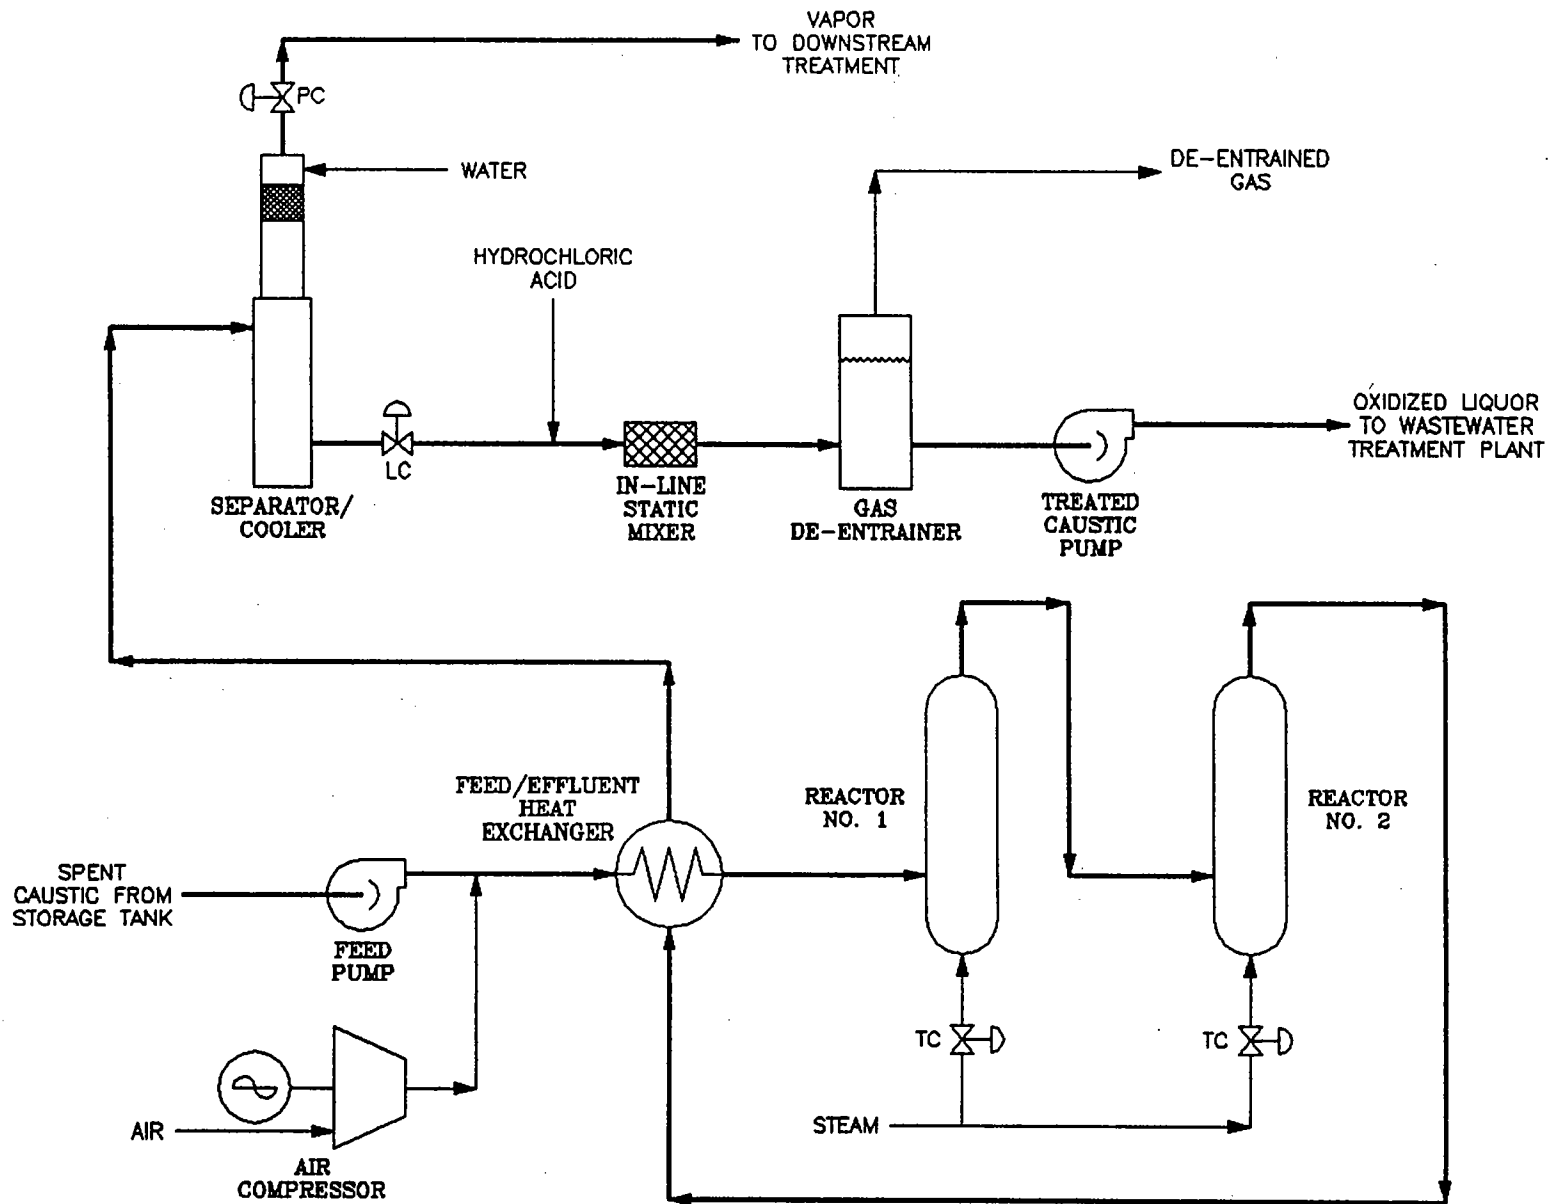 VAPOR
TO DOWNSTREAM
TREATMENT
PC
WATER
DE-ENTRAINED
GAS
HYDROCHLORIC
ACID
OXIDIZED LIQUOR
TO WASTEWATER
TREATMENT PLANT
LC
SEPARATOR/
COOLER
IN-LINE
STATIC
MIXER
GAS
DE-ENTRAINER
TREATED
CAUSTIC
PUMP
FEED/EFFLUENT
HEAT
EXCHANGER
REACTOR
NO. 1
REACTOR
NO. 2
SPENT
CAUSTIC FROM
STORAGE TANK
FEED
PUMP
TC
TC
AIR
STEAM
AIR
COMPRESSOR